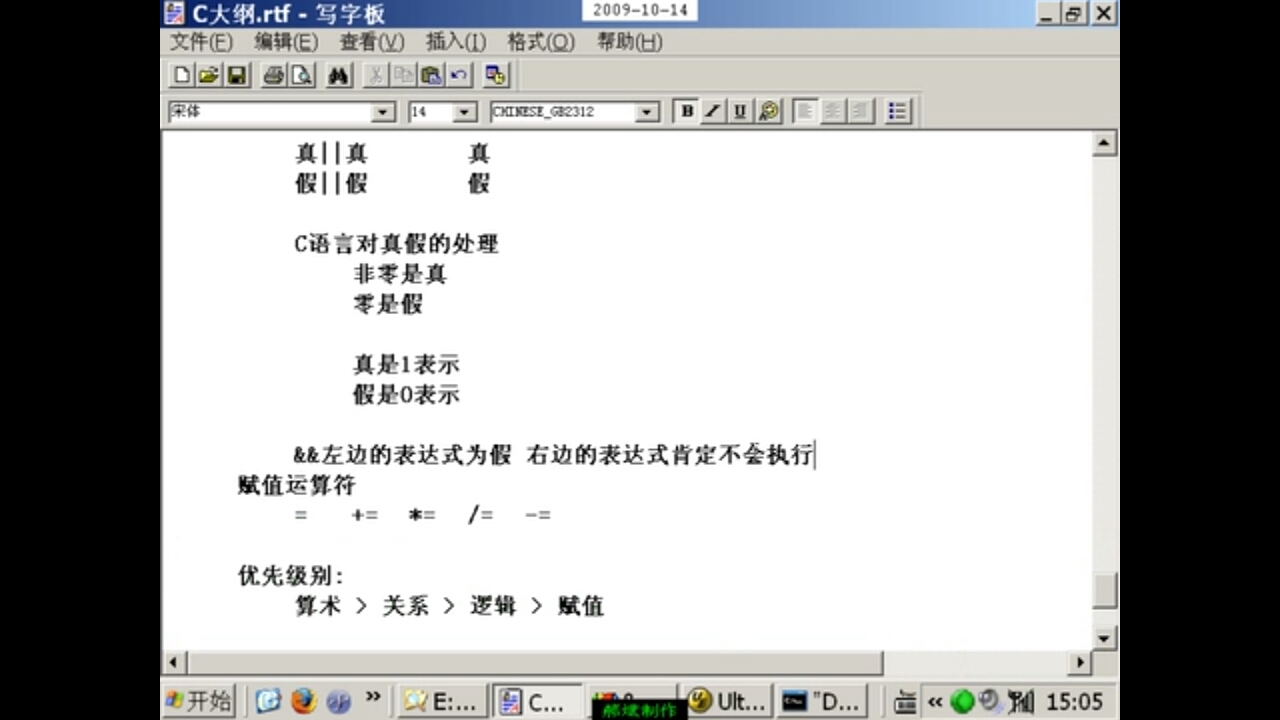 C大纲.rtf - 写字板
2009-10-14
文件(F) 编辑(E) 查看(V) 插入(I) 格式(O) 帮助(H)
宋体 14 CHINESE_GB2312 B I U
真||真 真
假||假 假
C语言对真假的处理
非零是真
零是假
真是1表示
假是0表示
&&左边的表达式为假 右边的表达式肯定不会执行
赋值运算符
= += *= /= -=
优先级别:
算术 > 关系 > 逻辑 > 赋值
开始 » E:... C... Ult... "D... « 15:05